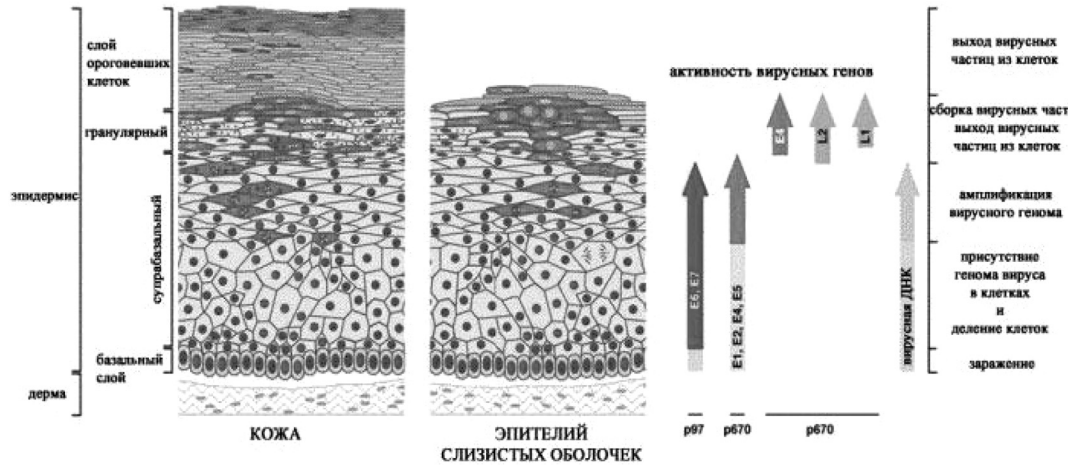 слой
ороговевших
клеток
гранулярный
эпидермис
супрабазальный
базальный
слой
дерма
КОЖА
ЭПИТЕЛИЙ
СЛИЗИСТЫХ ОБОЛОЧЕК
активность вирусных генов
E4
L2
L1
E6, E7
E1, E2, E4, E5
вирусная ДНК
p97
p670
p670
выход вирусных
частиц из клеток
сборка вирусных част
выход вирусных
частиц из клеток
амплификация
вирусного генома
присутствие
генома вируса
в клетках
и
деление клеток
заражение